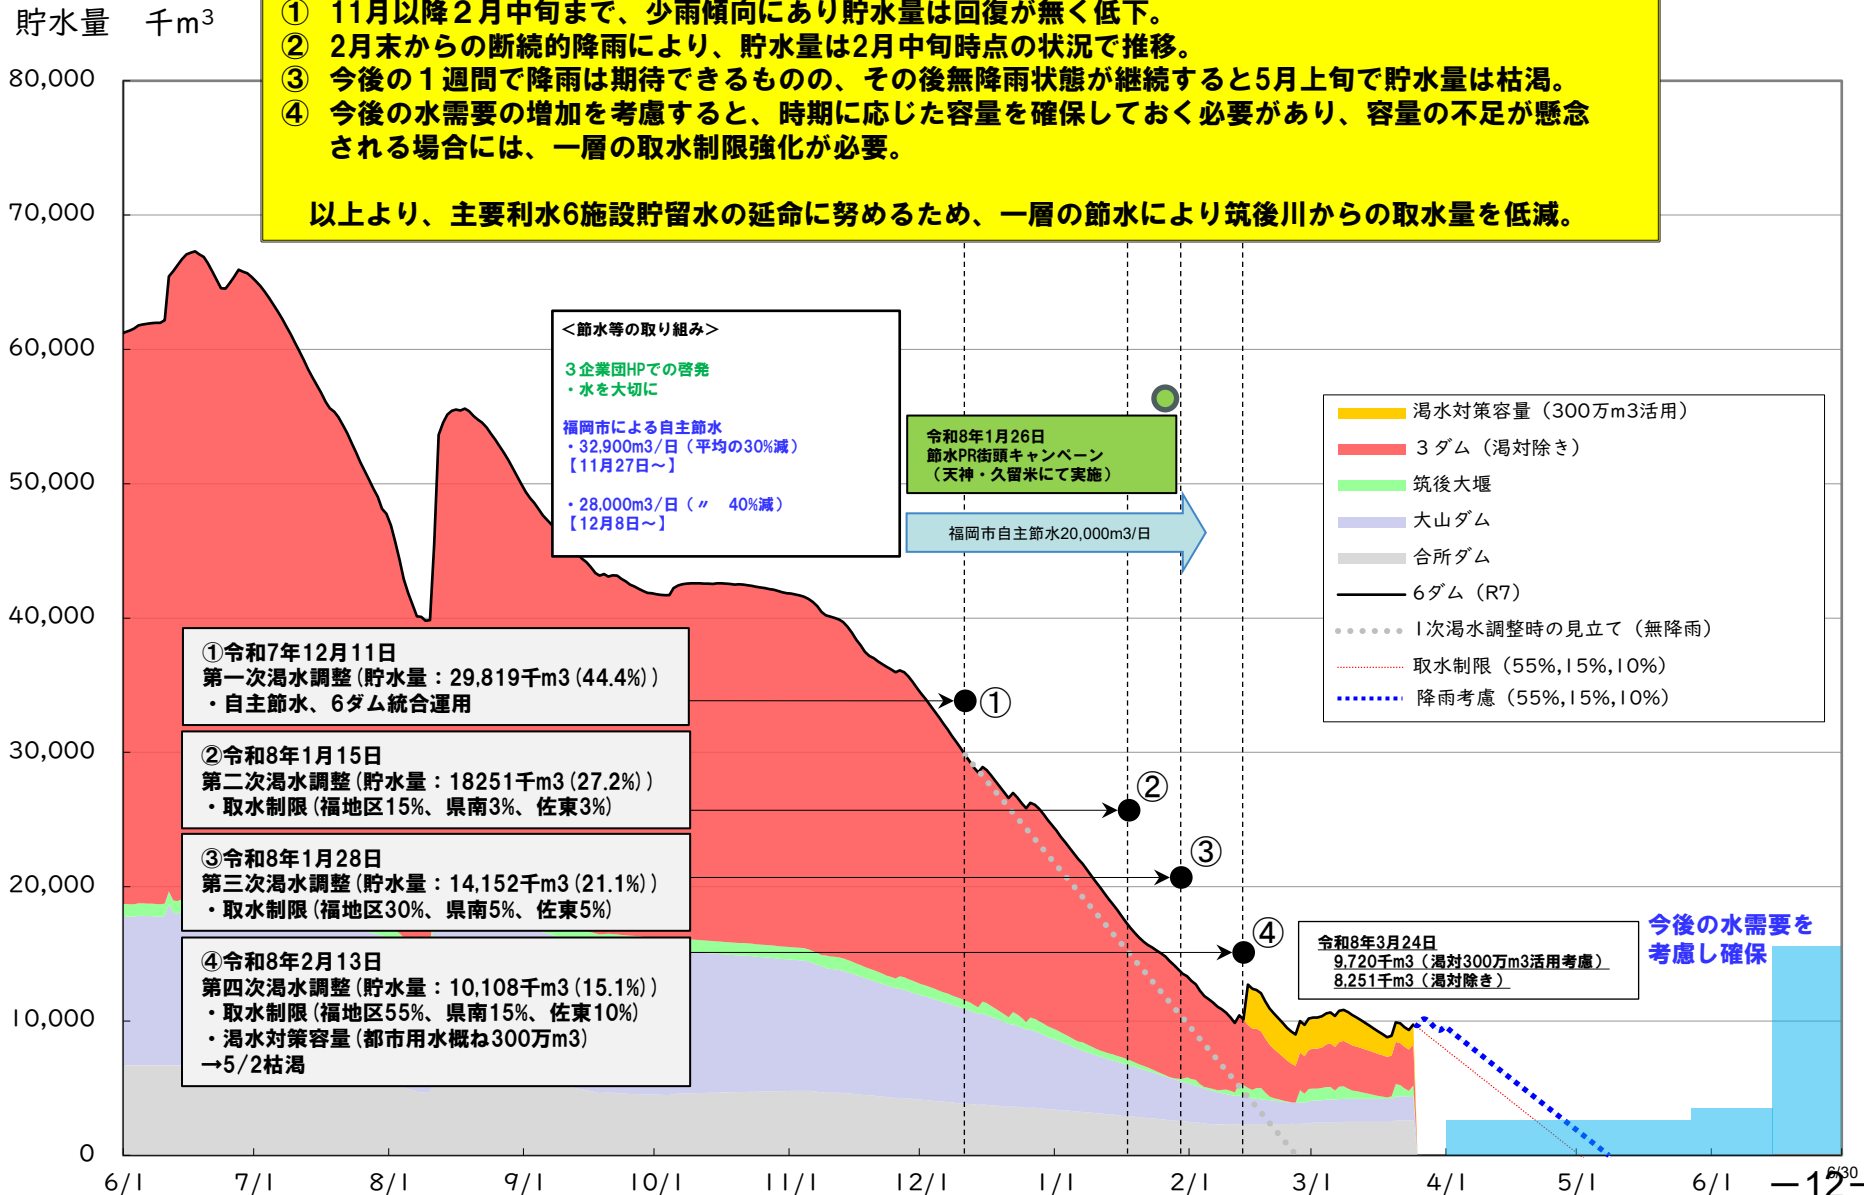 貯水量 千m³
① 11月以降２月中旬まで、少雨傾向にあり貯水量は回復が無く低下。
② 2月末からの断続的降雨により、貯水量は2月中旬時点の状況で推移。
③ 今後の１週間で降雨は期待できるものの、その後無降雨状態が継続すると5月上旬で貯水量は枯渇。
④ 今後の水需要の増加を考慮すると、時期に応じた容量を確保しておく必要があり、容量の不足が懸念
される場合には、一層の取水制限強化が必要。
以上より、主要利水6施設貯留水の延命に努めるため、一層の節水により筑後川からの取水量を低減。
80,000
70,000
60,000
50,000
40,000
30,000
20,000
10,000
0
＜節水等の取り組み＞
３企業団HPでの啓発
・水を大切に
福岡市による自主節水
・32,900m3/日（平均の30%減）
【11月27日～】
・28,000m3/日（〃 40%減）
【12月8日～】
令和8年1月26日
節水PR街頭キャンペーン
（天神・久留米にて実施）
福岡市自主節水20,000m3/日
渇水対策容量（300万m3活用）
３ダム（渇対除き）
筑後大堰
大山ダム
合所ダム
6ダム（R7）
1次渇水調整時の見立て（無降雨）
取水制限（55%,15%,10%）
降雨考慮（55%,15%,10%）
①令和7年12月11日
第一次渇水調整(貯水量：29,819千m3(44.4%))
・自主節水、6ダム統合運用
①
②令和8年1月15日
第二次渇水調整(貯水量：18251千m3(27.2%))
・取水制限(福地区15%、県南3%、佐東3%)
②
③令和8年1月28日
第三次渇水調整(貯水量：14,152千m3(21.1%))
・取水制限(福地区30%、県南5%、佐東5%)
③
④令和8年2月13日
第四次渇水調整(貯水量：10,108千m3(15.1%))
・取水制限(福地区55%、県南15%、佐東10%)
・渇水対策容量(都市用水概ね300万m3)
→5/2枯渇
④
令和8年3月24日
9,720千m3（渇対300万m3活用考慮）
8,251千m3（渇対除き）
今後の水需要を
考慮し確保
6/1 7/1 8/1 9/1 10/1 11/1 12/1 1/1 2/1 3/1 4/1 5/1 6/1 6/30
－12－